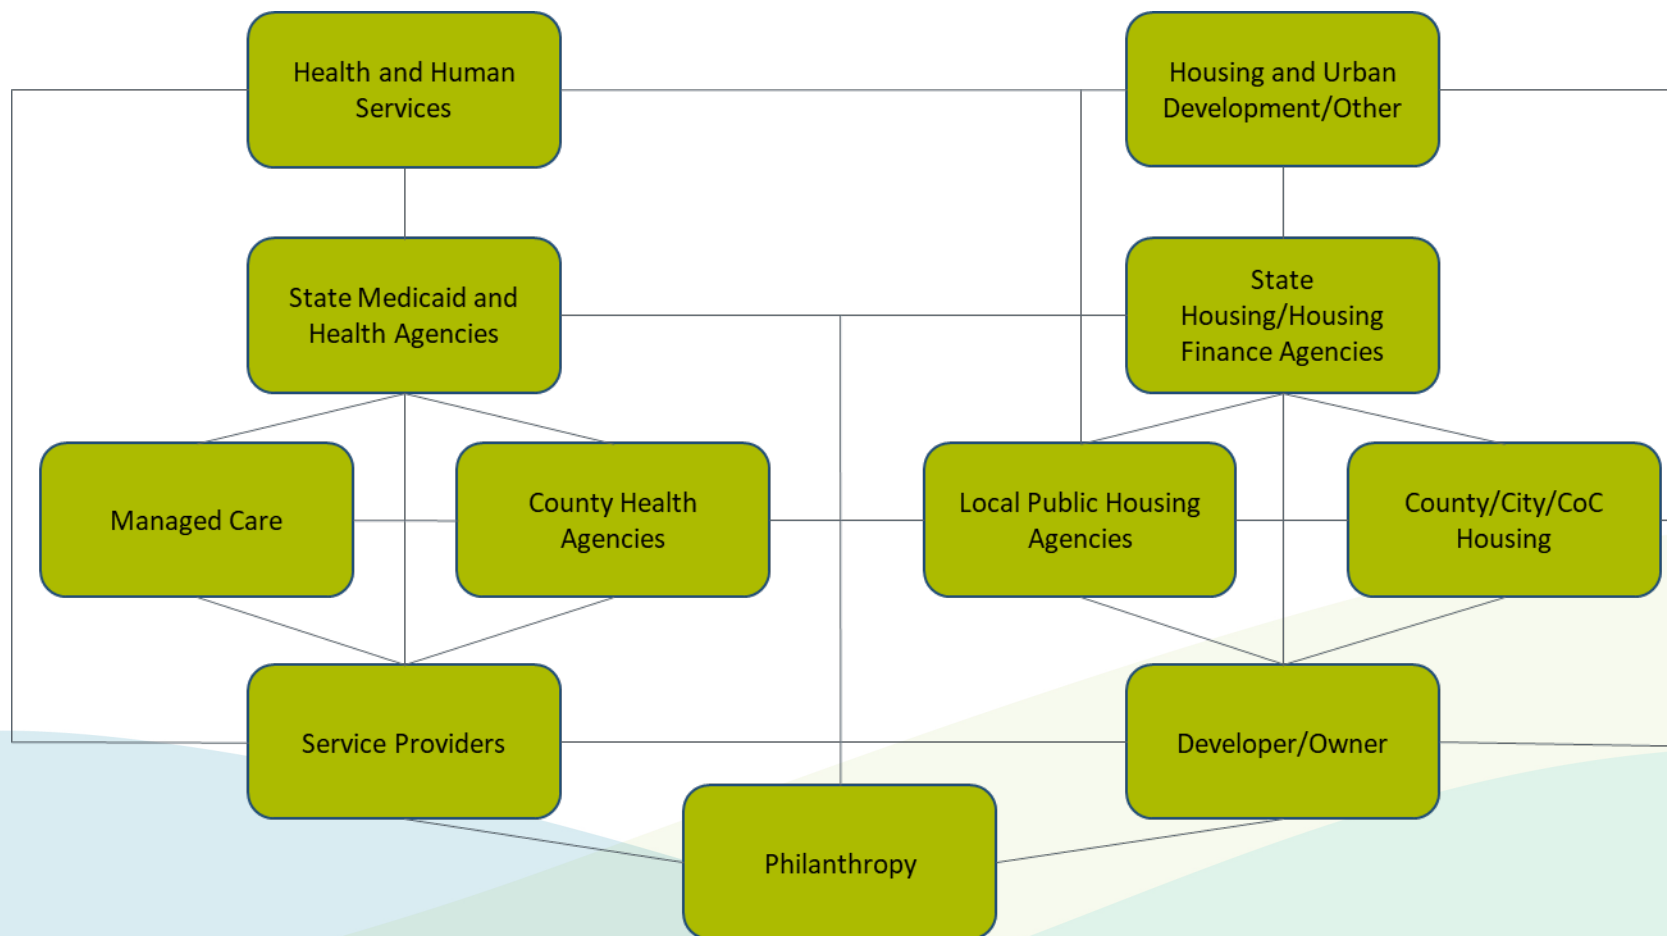 Health and Human
Services
Housing and Urban
Development/Other
State Medicaid and
Health Agencies
State
Housing/Housing
Finance Agencies
Managed Care
County Health
Agencies
Local Public Housing
Agencies
County/City/CoC
Housing
Service Providers
Developer/Owner
Philanthropy